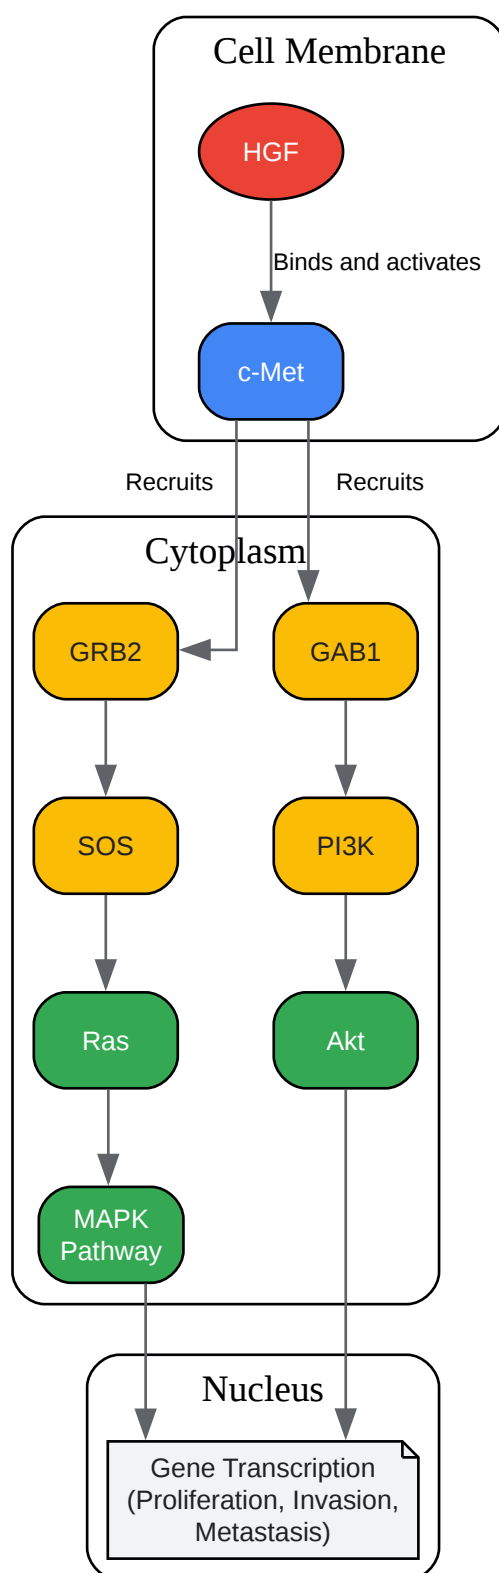 Cell Membrane
HGF
Binds and activates
c-Met
Recruits
Recruits
Cytoplasm
GRB2
GAB1
SOS
PI3K
Ras
Akt
MAPK
Pathway
Nucleus
Gene Transcription
(Proliferation, Invasion,
Metastasis)